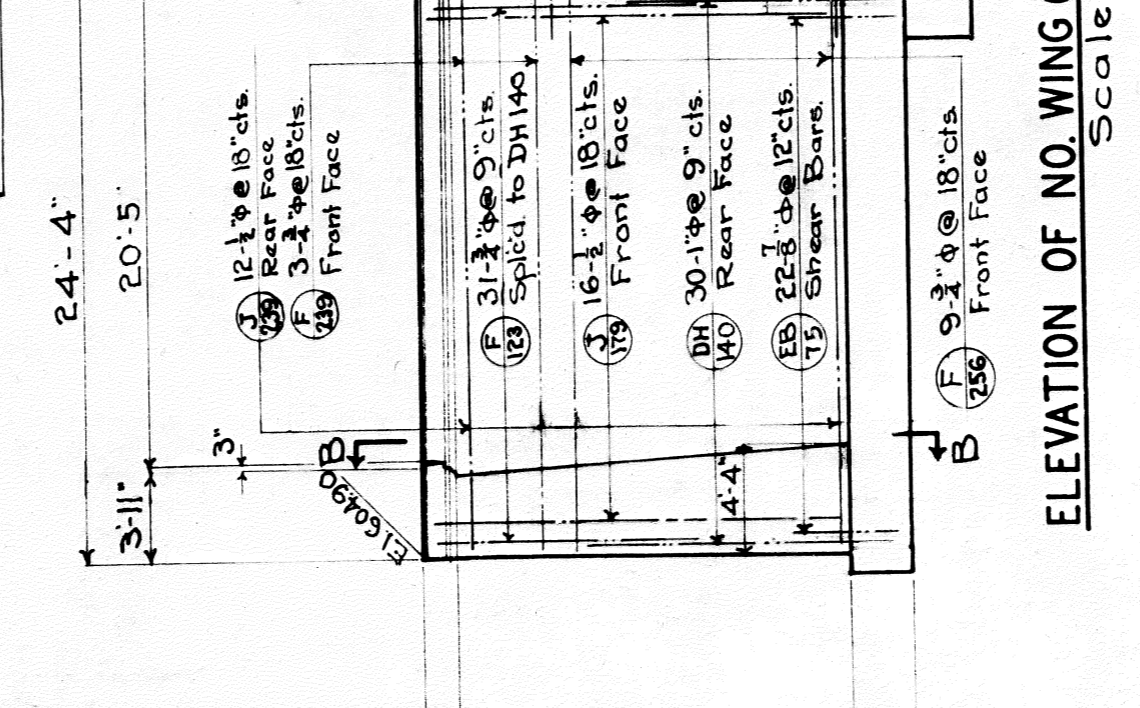 24'-4"
20'-5"
3'-11"
3"
B
El. 604.90
J
239
12-1/2"φ@18"cts.
Rear Face
F
239
3-3/4"φ@18"cts.
Front Face
F
123
31-3/4"φ@9"cts.
Splc'd. to DH140
J
179
16-1/2"φ@18"cts.
Front Face
DH
140
30-1"φ@9"cts.
Rear Face
EB
75
22-7/8"φ@12"cts.
Shear Bars.
4'-4"
F
256
9-3/4"φ@18"cts.
Front Face
B
ELEVATION OF NO. WING
Scale